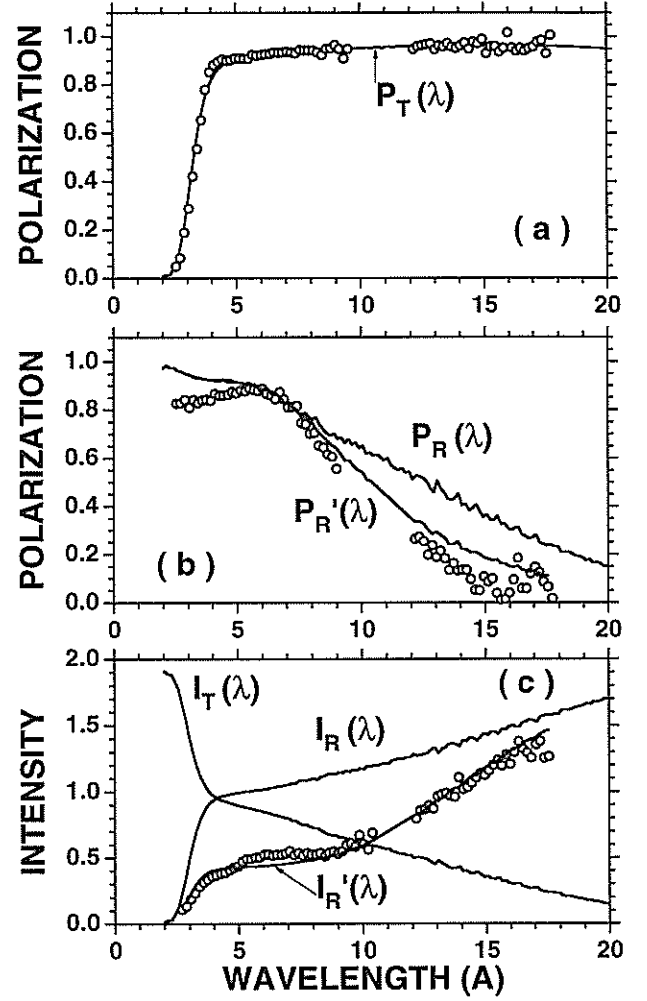 POLARIZATION
1.0
0.8
0.6
0.4
0.2
0.0
P_T(λ)
( a )
0 5 10 15 20
POLARIZATION
1.0
0.8
0.6
0.4
0.2
0.0
P_R(λ)
P_R'(λ)
( b )
0 5 10 15 20
INTENSITY
2.0
1.5
1.0
0.5
0.0
I_T(λ)
( c )
I_R(λ)
I_R'(λ)
0 5 10 15 20
WAVELENGTH (A)